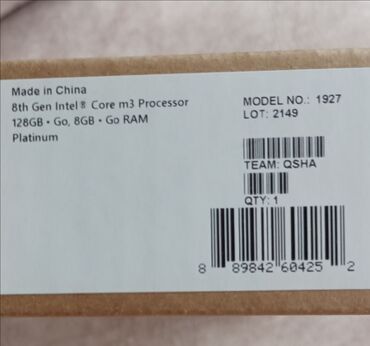 Made in China
8th Gen Intel® Core m3 Processor
128GB • Go, 8GB • Go RAM
Platinum
MODEL NO.: 1927
LOT: 2149
TEAM: QSHA
QTY: 1
8 89842 60425 2